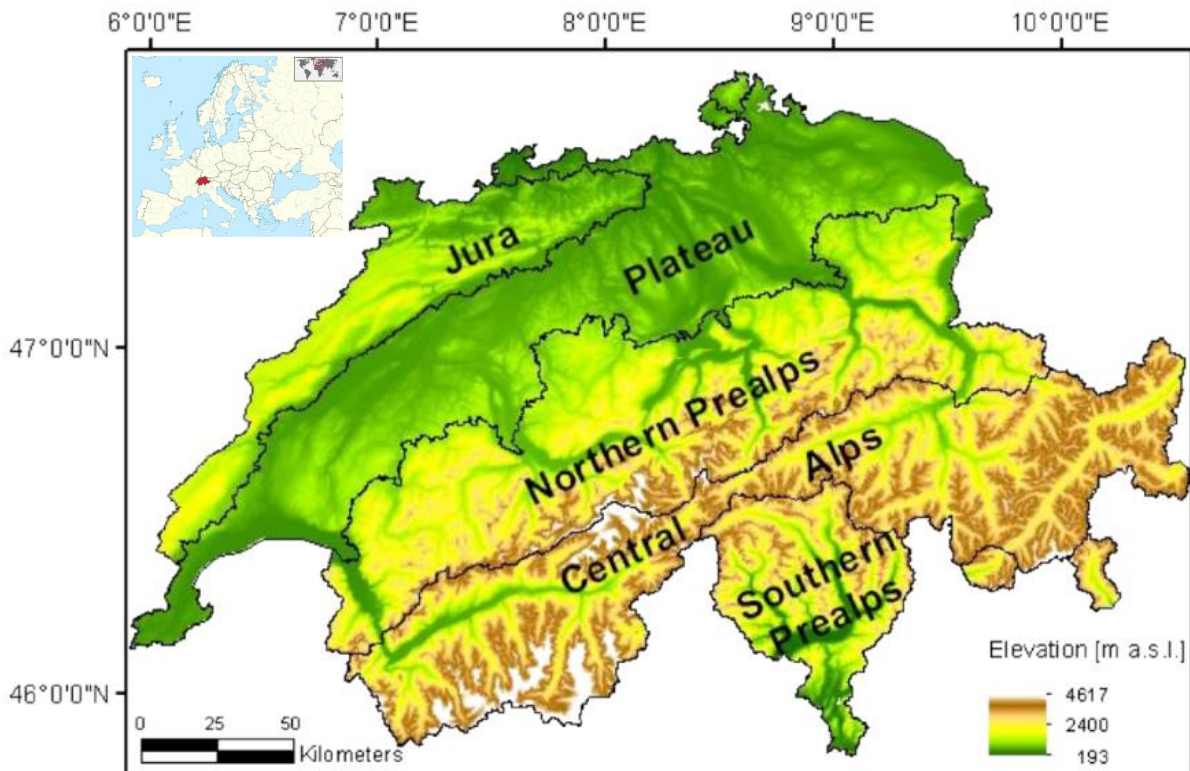 6°0'0"E 7°0'0"E 8°0'0"E 9°0'0"E 10°0'0"E
Jura
Plateau
47°0'0"N
Northern Prealps
Alps
Central
Southern
Prealps
Elevation [m a.s.l.]
46°0'0"N
4617
0 25 50
2400
Kilometers
193